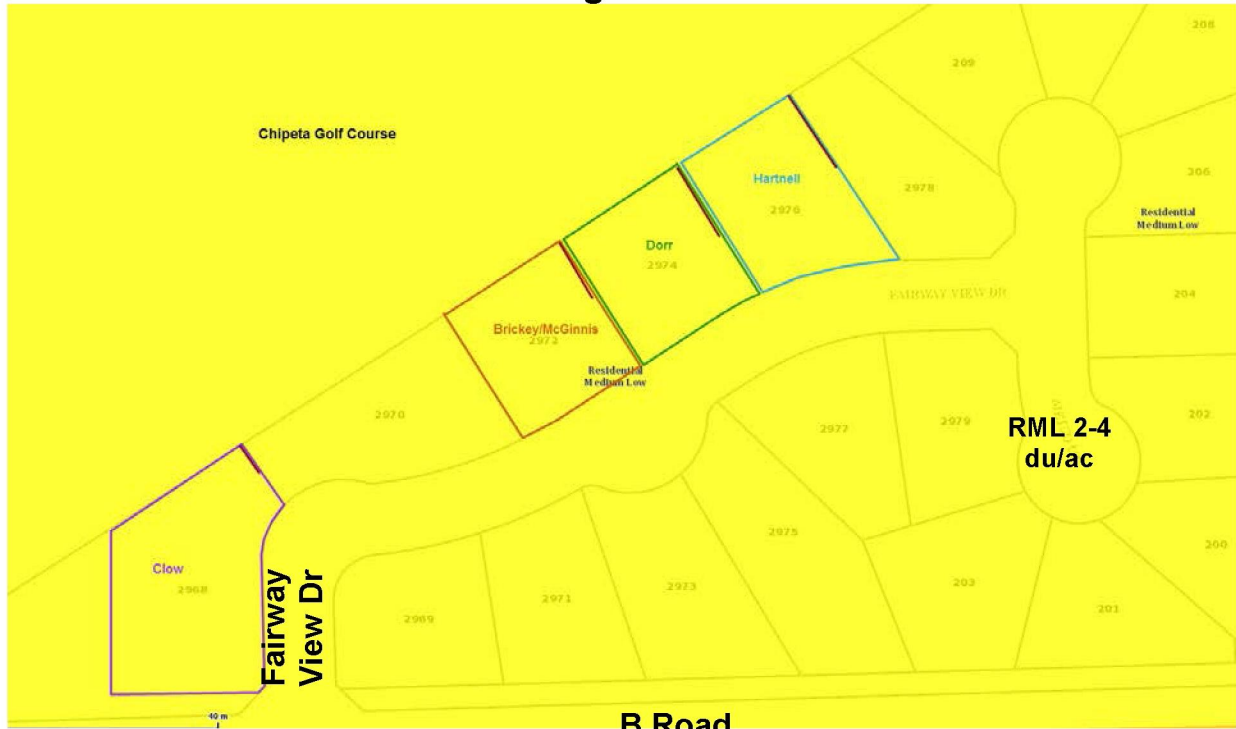 g
208
209
Chipeta Golf Course
Hartnell
2976
2978
206
Residential
Medium Low
Dorr
2974
FAIRWAY VIEW DR
204
Brickey/McGinnis
2972
Residential
Medium Low
2970
2977
2979
RML 2-4
du/ac
202
2975
200
Clow
2968
2973
2971
2969
203
201
Fairway
View Dr
40 m
B Road